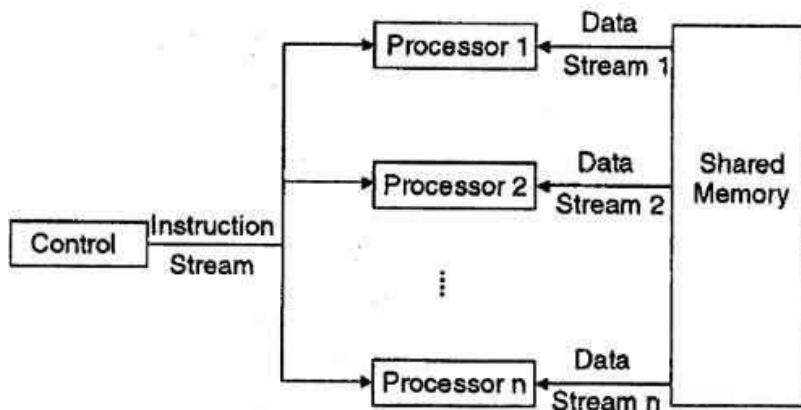 Processor 1
Data
Stream 1
Processor 2
Data
Stream 2
Shared
Memory
Control
Instruction
Stream
Processor n
Data
Stream n